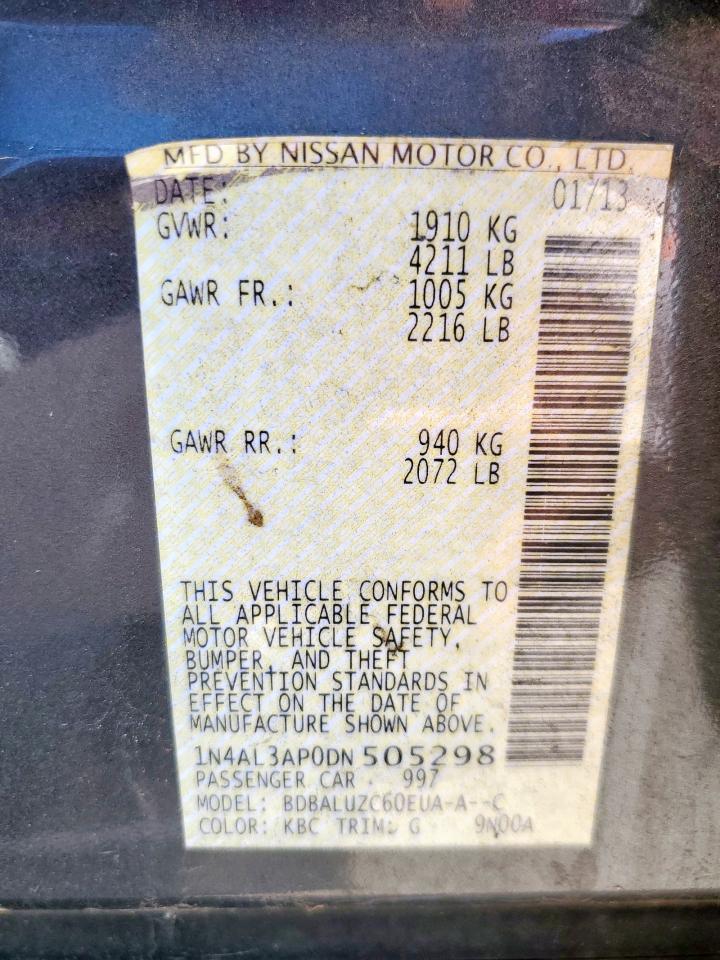 MFD BY NISSAN MOTOR CO., LTD.
DATE: 01/13
GVWR: 1910 KG
4211 LB
GAWR FR.: 1005 KG
2216 LB
GAWR RR.: 940 KG
2072 LB
THIS VEHICLE CONFORMS TO
ALL APPLICABLE FEDERAL
MOTOR VEHICLE SAFETY,
BUMPER, AND THEFT
PREVENTION STANDARDS IN
EFFECT ON THE DATE OF
MANUFACTURE SHOWN ABOVE.
1N4AL3AP0DN505298
PASSENGER CAR 997
MODEL: BDBALUZC60EUA-A--C
COLOR: KBC TRIM: G 9N00A